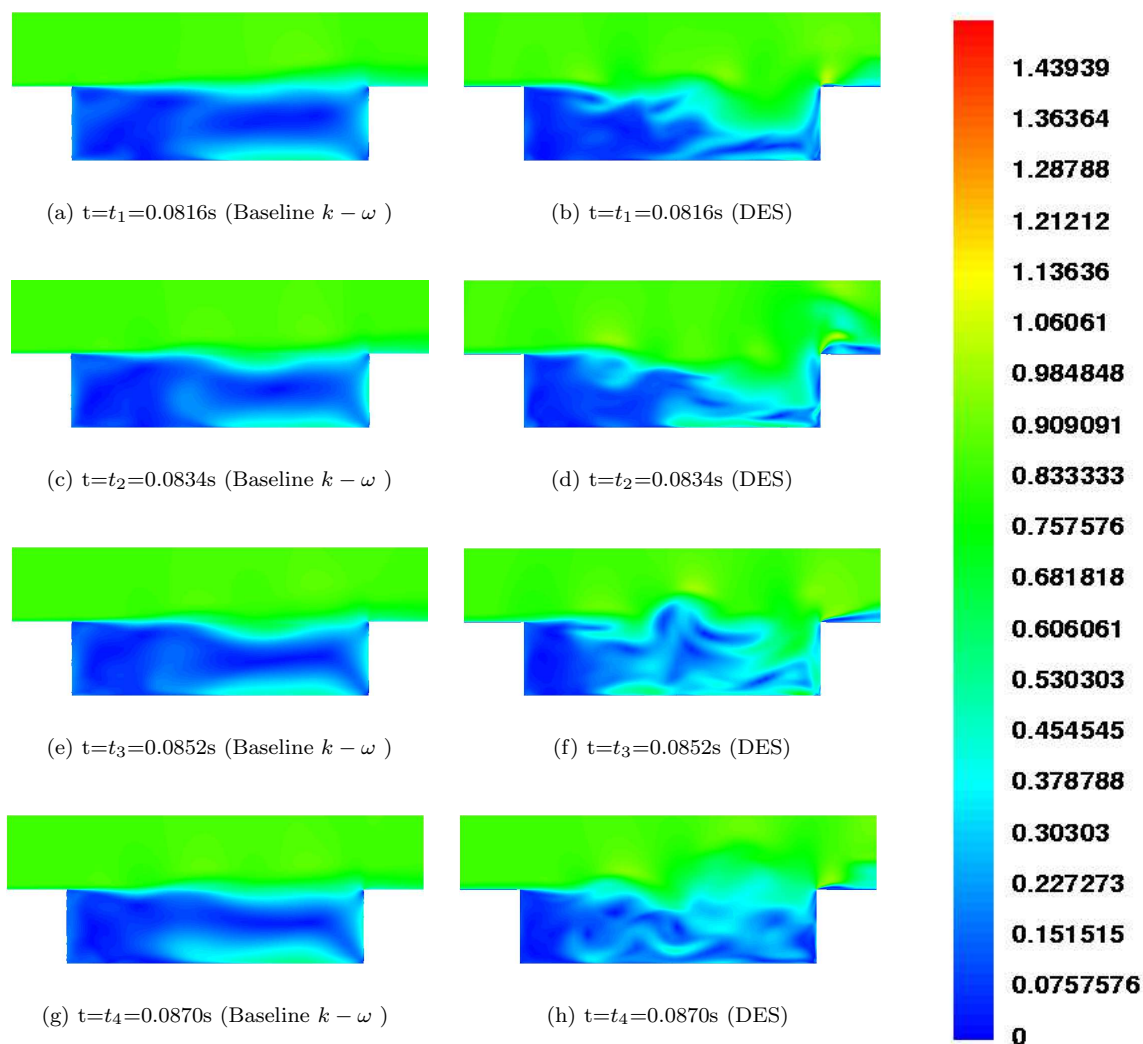 (a) t=t₁=0.0816s (Baseline k − ω )
(b) t=t₁=0.0816s (DES)
(c) t=t₂=0.0834s (Baseline k − ω )
(d) t=t₂=0.0834s (DES)
(e) t=t₃=0.0852s (Baseline k − ω )
(f) t=t₃=0.0852s (DES)
(g) t=t₄=0.0870s (Baseline k − ω )
(h) t=t₄=0.0870s (DES)
1.43939
1.36364
1.28788
1.21212
1.13636
1.06061
0.984848
0.909091
0.833333
0.757576
0.681818
0.606061
0.530303
0.454545
0.378788
0.30303
0.227273
0.151515
0.0757576
0